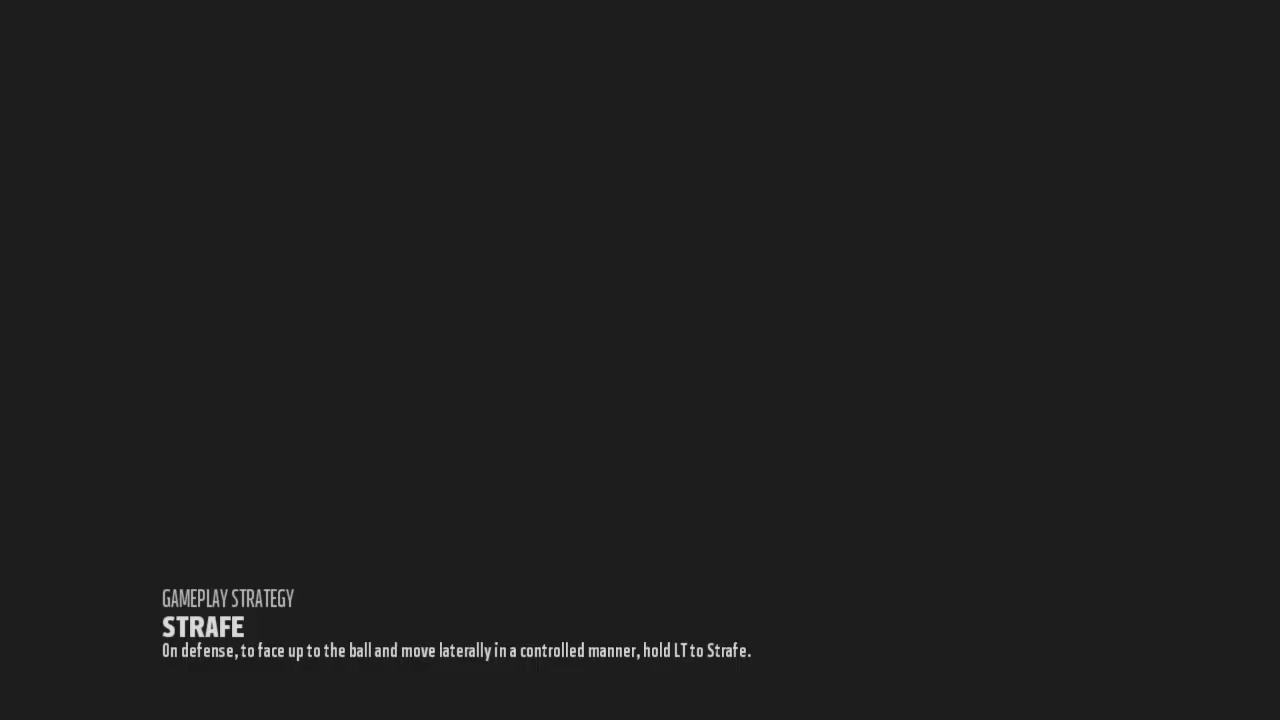 GAMEPLAY STRATEGY
STRAFE
On defense, to face up to the ball and move laterally in a controlled manner, hold LT to Strafe.